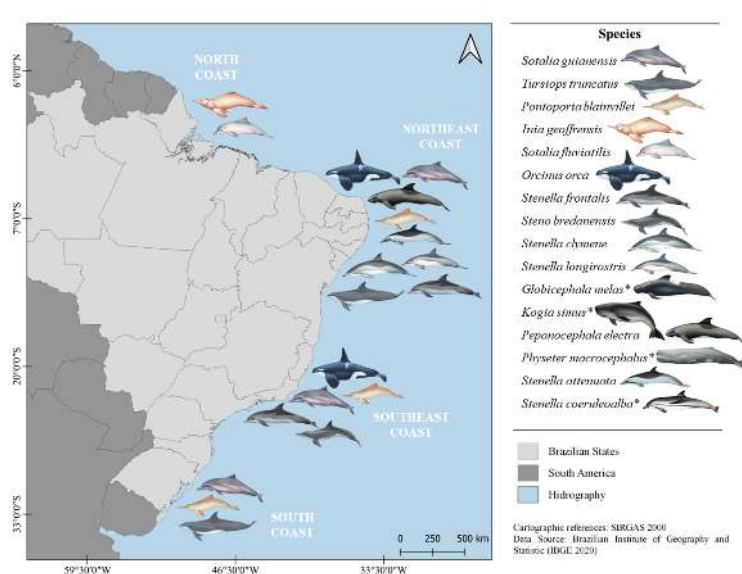 NORTH
COAST
NORTHEAST
COAST
SOUTHEAST
COAST
SOUTH
COAST
6°0'0"N
7°0'0"S
20°0'0"S
33°0'0"S
59°30'0"W
46°30'0"W
33°30'0"W
0 250 500 km
Species
Sotalia guianensis
Tursiops truncatus
Pontoporia blainvillei
Inia geoffrensis
Sotalia fluviatilis
Orcinus orca
Stenella frontalis
Steno bredanensis
Stenella clymene
Stenella longirostris
Globicephala melas*
Kogia simus*
Peponocephala electra
Physeter macrocephalus*
Stenella attenuata
Stenella coeruleoalba*
Brazilian States
South America
Hidrography
Cartographic references: SIRGAS 2000
Data Source: Brazilian Institute of Geography and
Statistic (IBGE 2020)